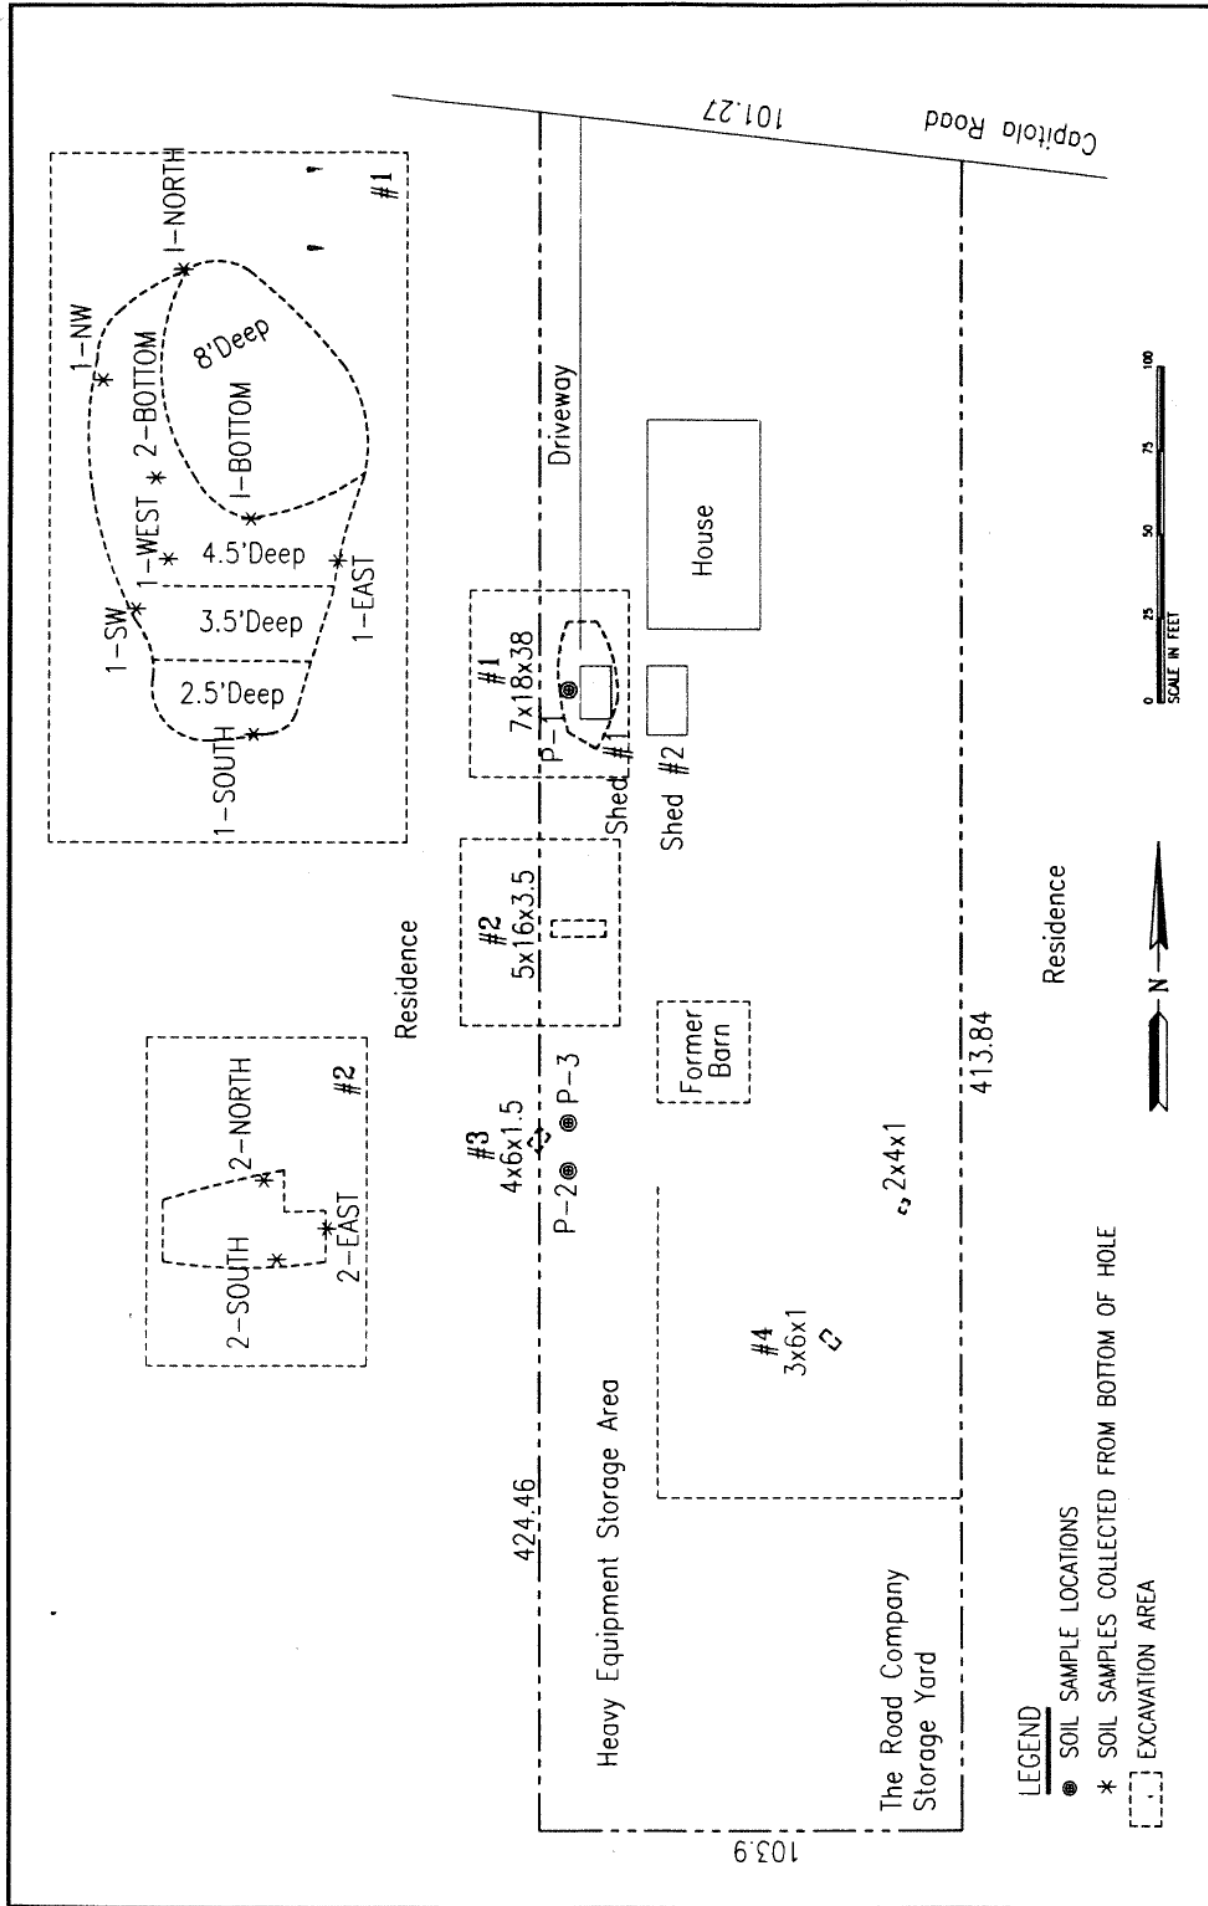 1-SOUTH
2.5'Deep
1-SW
3.5'Deep
1-WEST
4.5'Deep
1-EAST
2-BOTTOM
1-BOTTOM
1-NW
8'Deep
1-NORTH
#1
2-SOUTH
2-EAST
2-NORTH
#2
Residence
424.46
#3
4x6x1.5
P-2
P-3
#2
5x16x3.5
#1
7x18x38
P-1
Shed #1
Shed #2
Driveway
House
101.27
Capitola Road
Heavy Equipment Storage Area
Former
Barn
#4
3x6x1
2x4x1
The Road Company
Storage Yard
103.9
413.84
Residence
LEGEND
SOIL SAMPLE LOCATIONS
SOIL SAMPLES COLLECTED FROM BOTTOM OF HOLE
EXCAVATION AREA
N
0 25 50 75 100
SCALE IN FEET